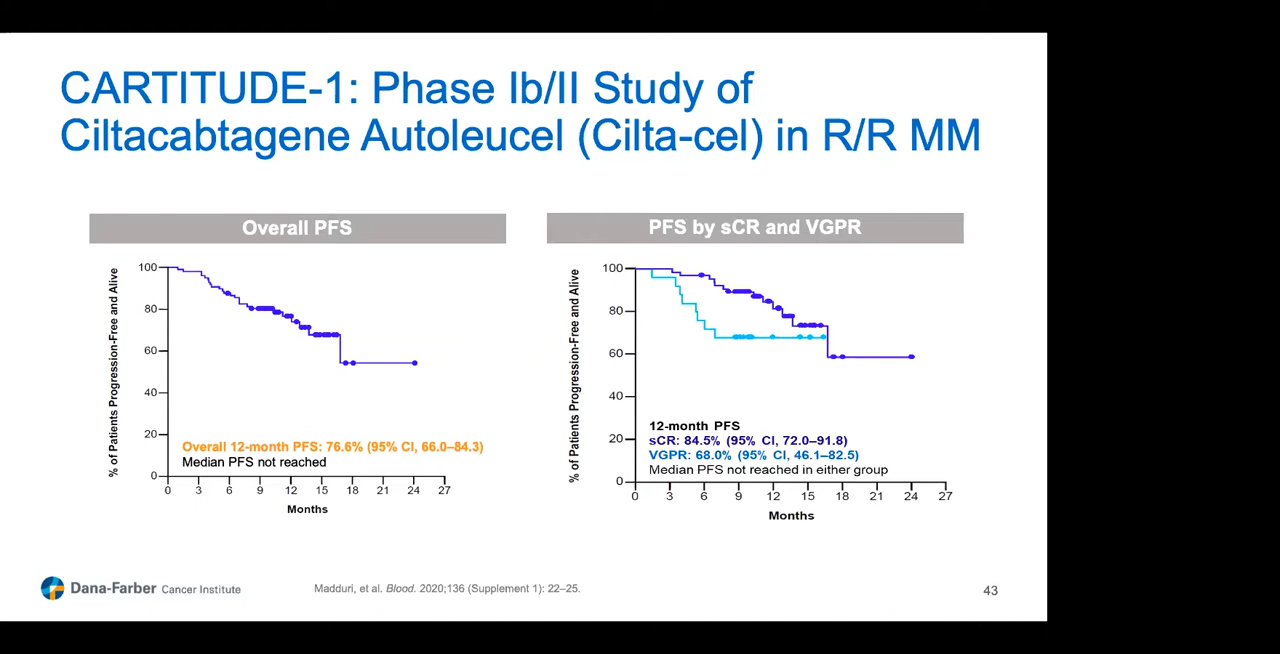 CARTITUDE-1: Phase Ib/II Study of
Ciltacabtagene Autoleucel (Cilta-cel) in R/R MM
Overall PFS
% of Patients Progression-Free and Alive
100
80
60
40
20
0
Overall 12-month PFS: 76.6% (95% CI, 66.0–84.3)
Median PFS not reached
0 3 6 9 12 15 18 21 24 27
Months
PFS by sCR and VGPR
% of Patients Progression-Free and Alive
100
80
60
40
20
0
12-month PFS
sCR: 84.5% (95% CI, 72.0–91.8)
VGPR: 68.0% (95% CI, 46.1–82.5)
Median PFS not reached in either group
0 3 6 9 12 15 18 21 24 27
Months
Dana-Farber Cancer Institute
Madduri, et al. Blood. 2020;136 (Supplement 1): 22–25.
43